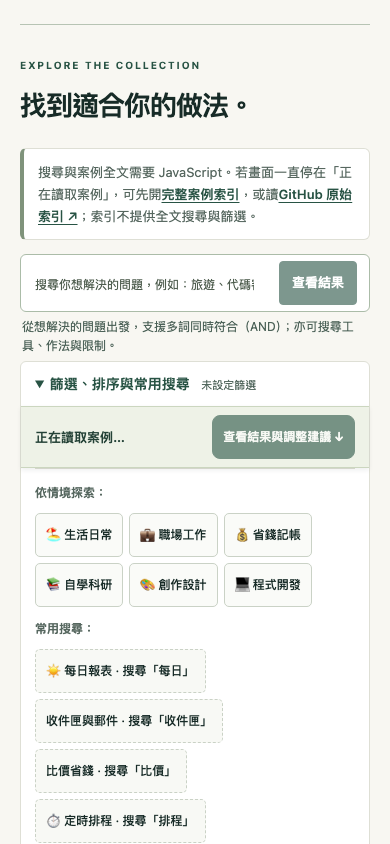 EXPLORE THE COLLECTION
找到適合你的做法。
搜尋與案例全文需要 JavaScript。若畫面一直停在「正
在讀取案例」，可先開完整案例索引，或讀GitHub 原始
索引 ↗；索引不提供全文搜尋與篩選。
搜尋你想解決的問題，例如：旅遊、代碼
查看結果
從想解決的問題出發，支援多詞同時符合（AND）；亦可搜尋工
具、作法與限制。
▼ 篩選、排序與常用搜尋 未設定篩選
正在讀取案例…
查看結果與調整建議 ↓
依情境探索：
🏖️ 生活日常 💼 職場工作 💰 省錢記帳
📚 自學科研 🎨 創作設計 💻 程式開發
常用搜尋：
☀️ 每日報表 · 搜尋「每日」
收件匣與郵件 · 搜尋「收件匣」
比價省錢 · 搜尋「比價」
⏱️ 定時排程 · 搜尋「排程」